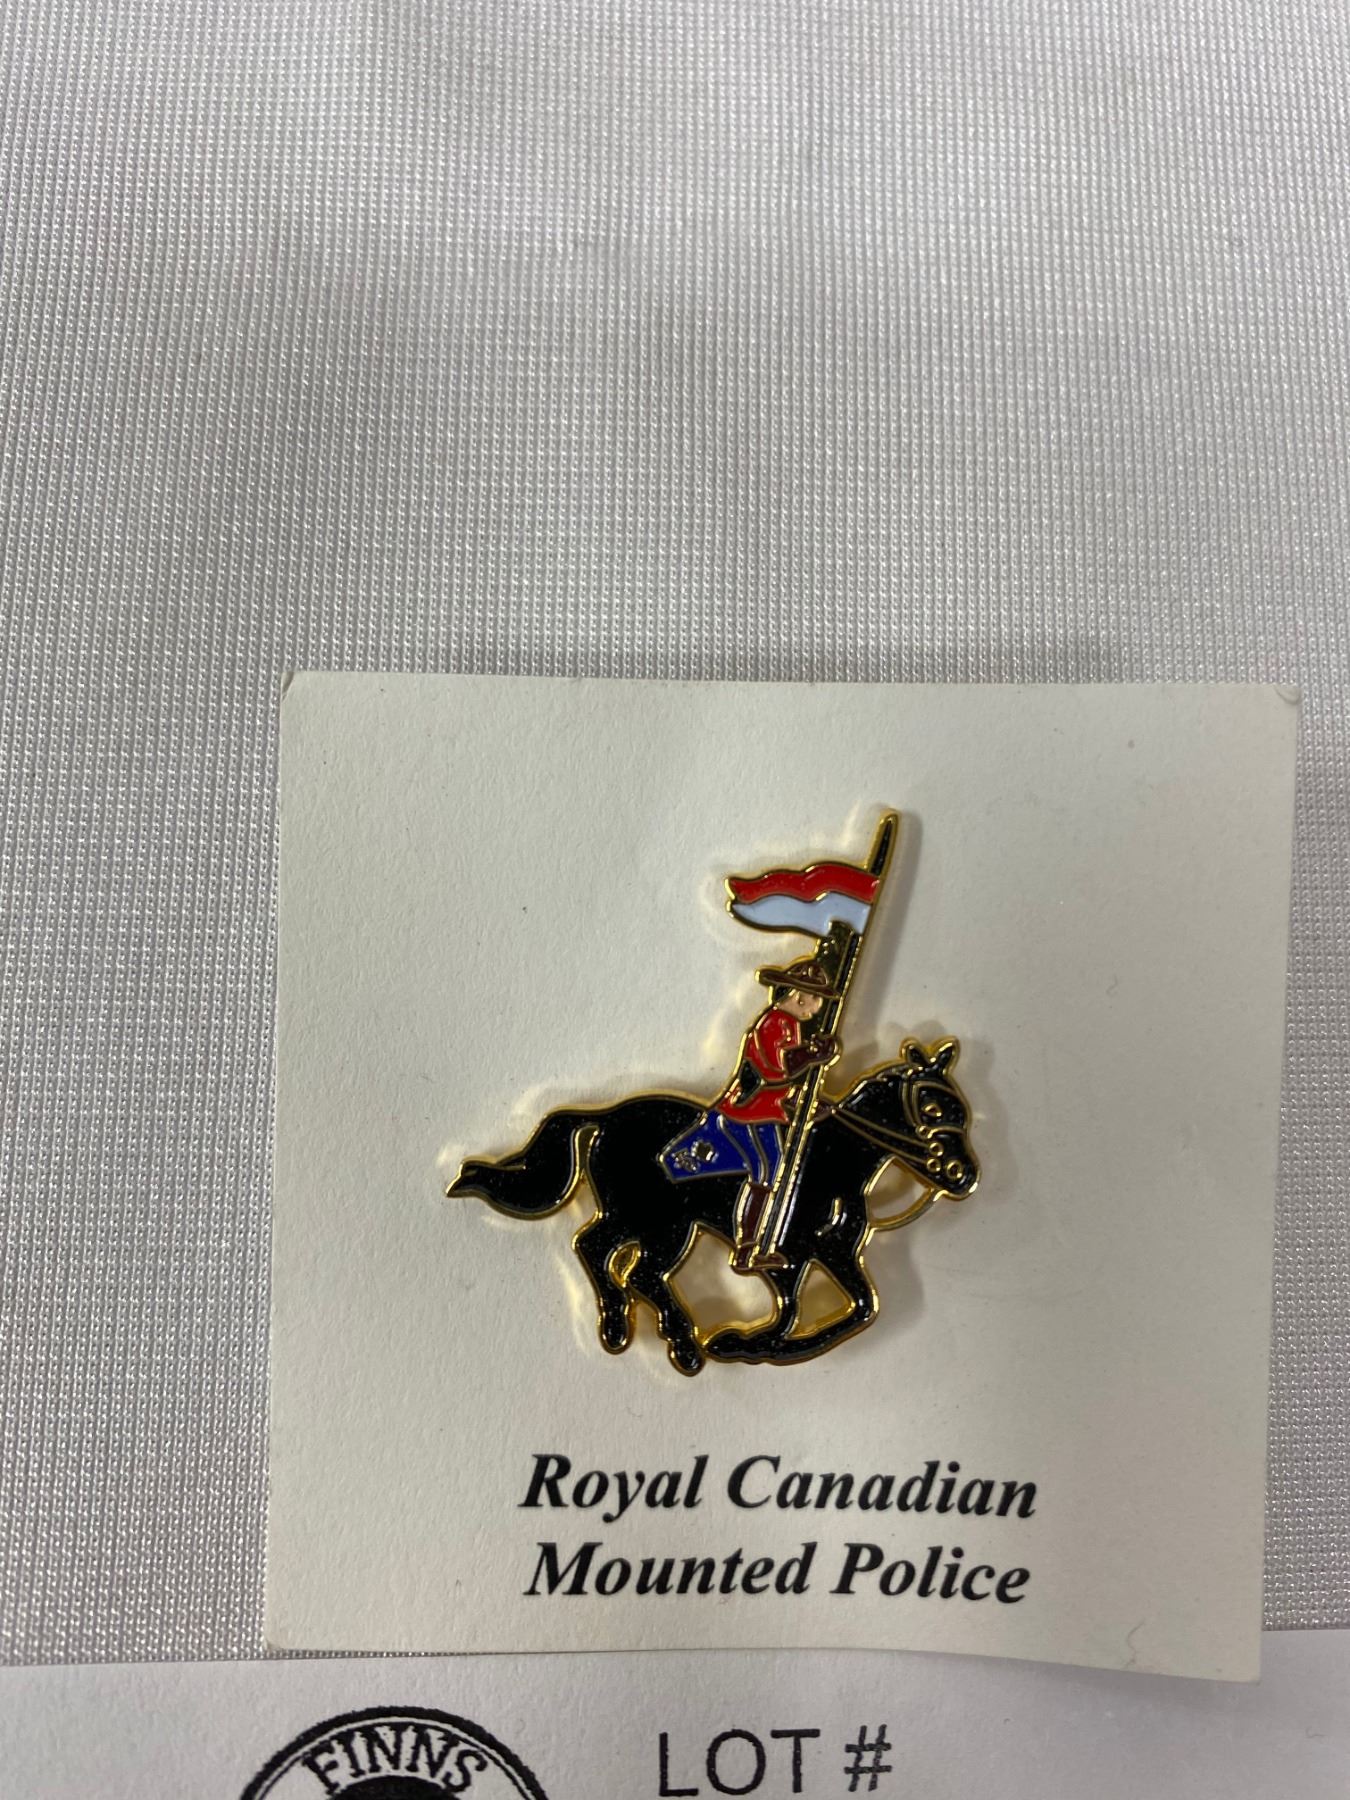 Royal Canadian
Mounted Police
FINNS
LOT #